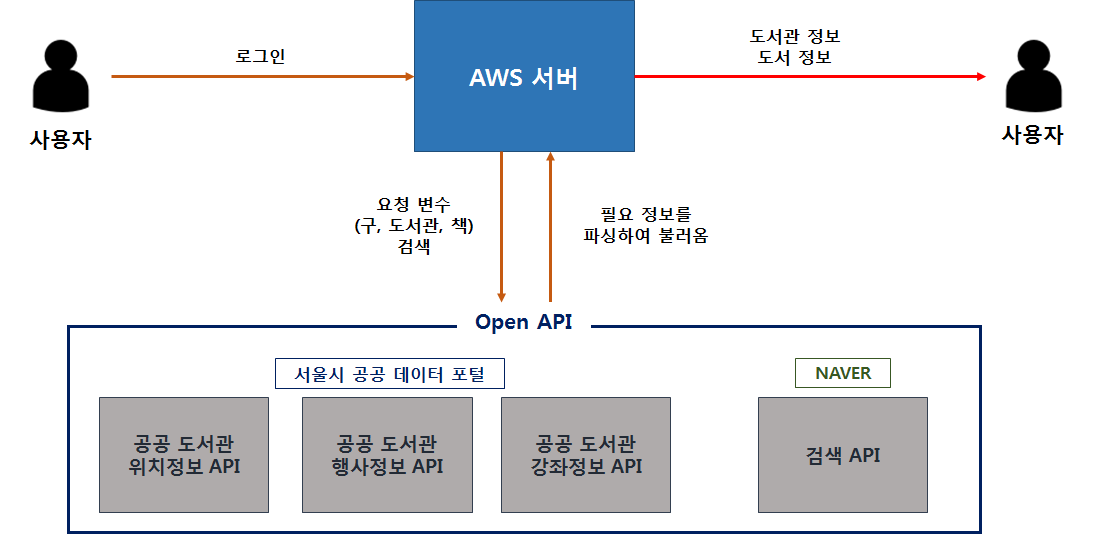 로그인
AWS 서버
도서관 정보
도서 정보
사용자
사용자
요청 변수
(구, 도서관, 책)
검색
필요 정보를
파싱하여 불러옴
Open API
서울시 공공 데이터 포털
NAVER
공공 도서관
위치정보 API
공공 도서관
행사정보 API
공공 도서관
강좌정보 API
검색 API